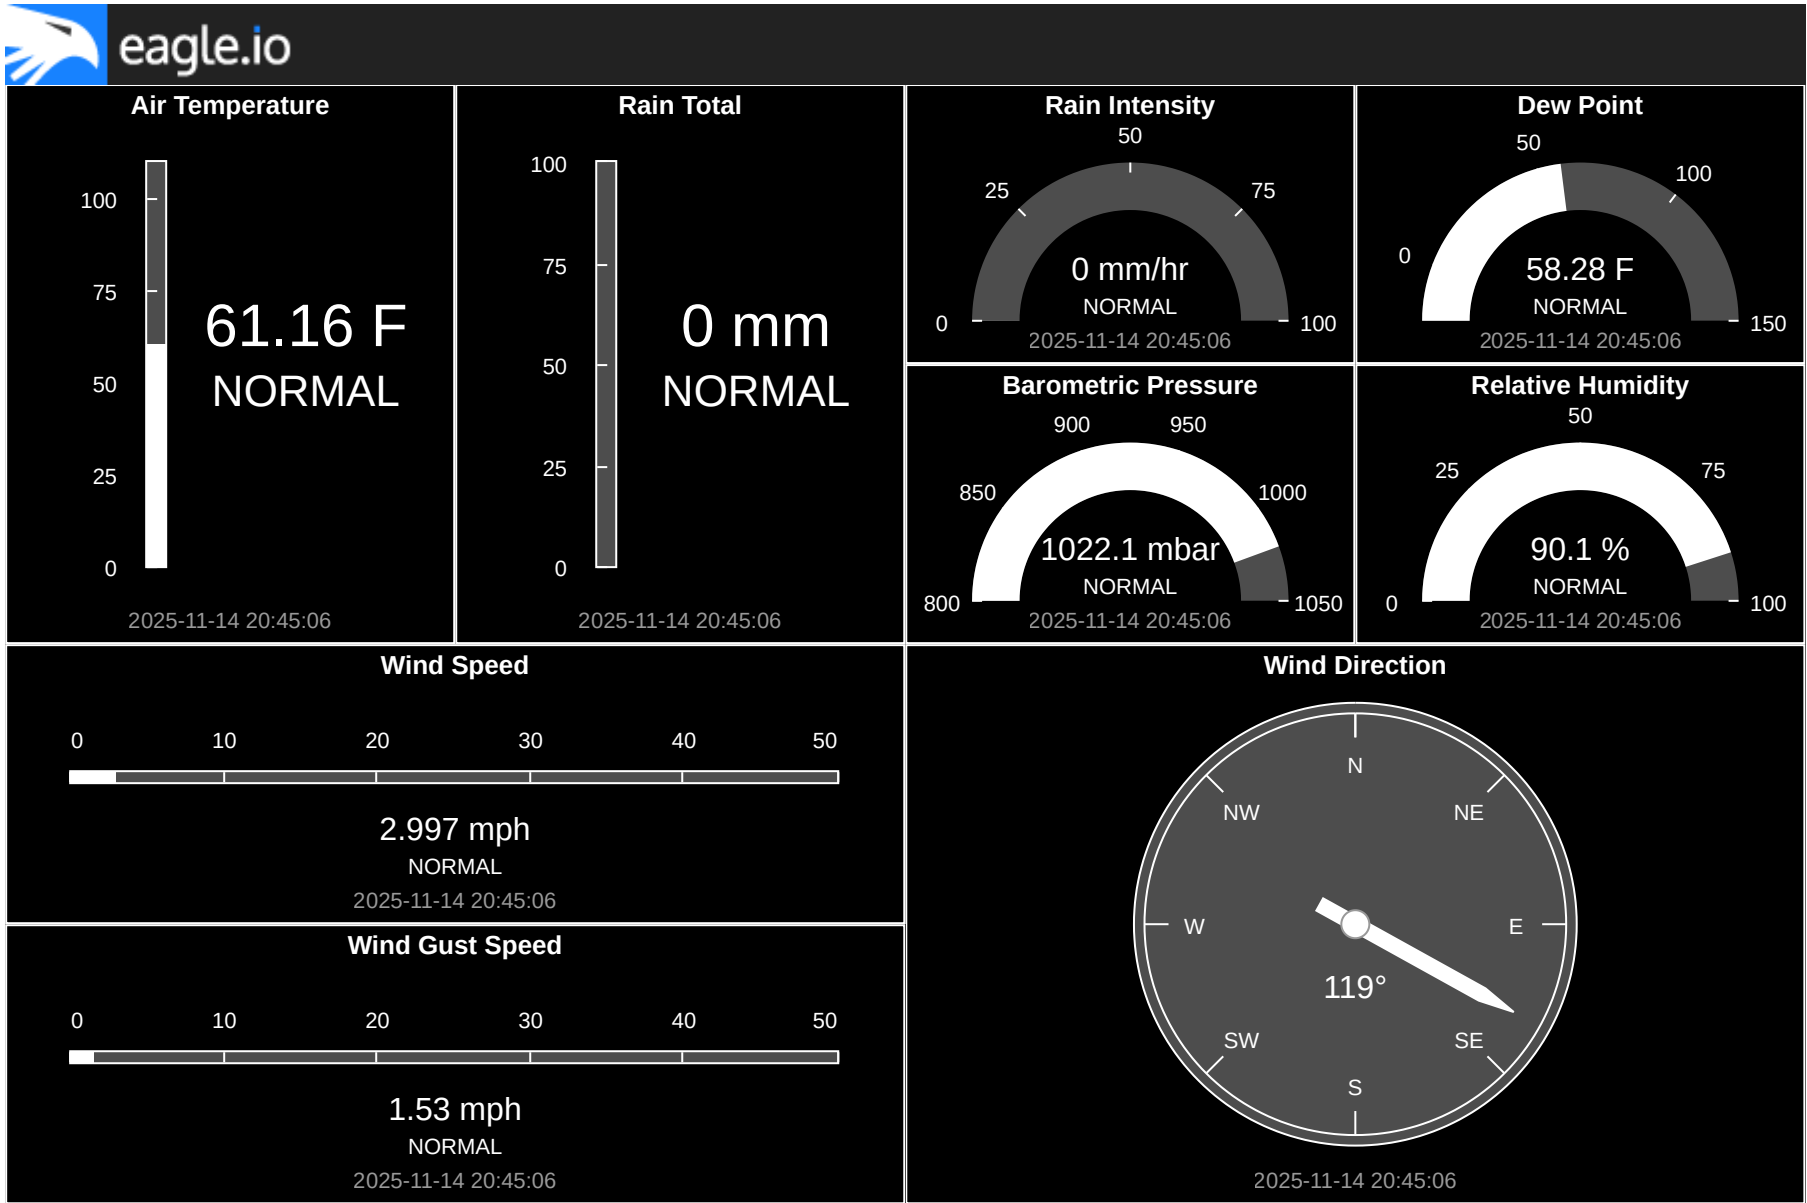 eagle.io
Air Temperature
100
75
50
25
0
61.16 F
NORMAL
2025-11-14 20:45:06
Rain Total
100
75
50
25
0
0 mm
NORMAL
2025-11-14 20:45:06
Rain Intensity
50
25
75
0
100
0 mm/hr
NORMAL
2025-11-14 20:45:06
Dew Point
50
100
0
150
58.28 F
NORMAL
2025-11-14 20:45:06
Barometric Pressure
900
950
850
1000
800
1050
1022.1 mbar
NORMAL
2025-11-14 20:45:06
Relative Humidity
50
25
75
0
100
90.1 %
NORMAL
2025-11-14 20:45:06
Wind Speed
0 10 20 30 40 50
2.997 mph
NORMAL
2025-11-14 20:45:06
Wind Gust Speed
0 10 20 30 40 50
1.53 mph
NORMAL
2025-11-14 20:45:06
Wind Direction
N
NW
NE
W
E
119°
SW
SE
S
2025-11-14 20:45:06